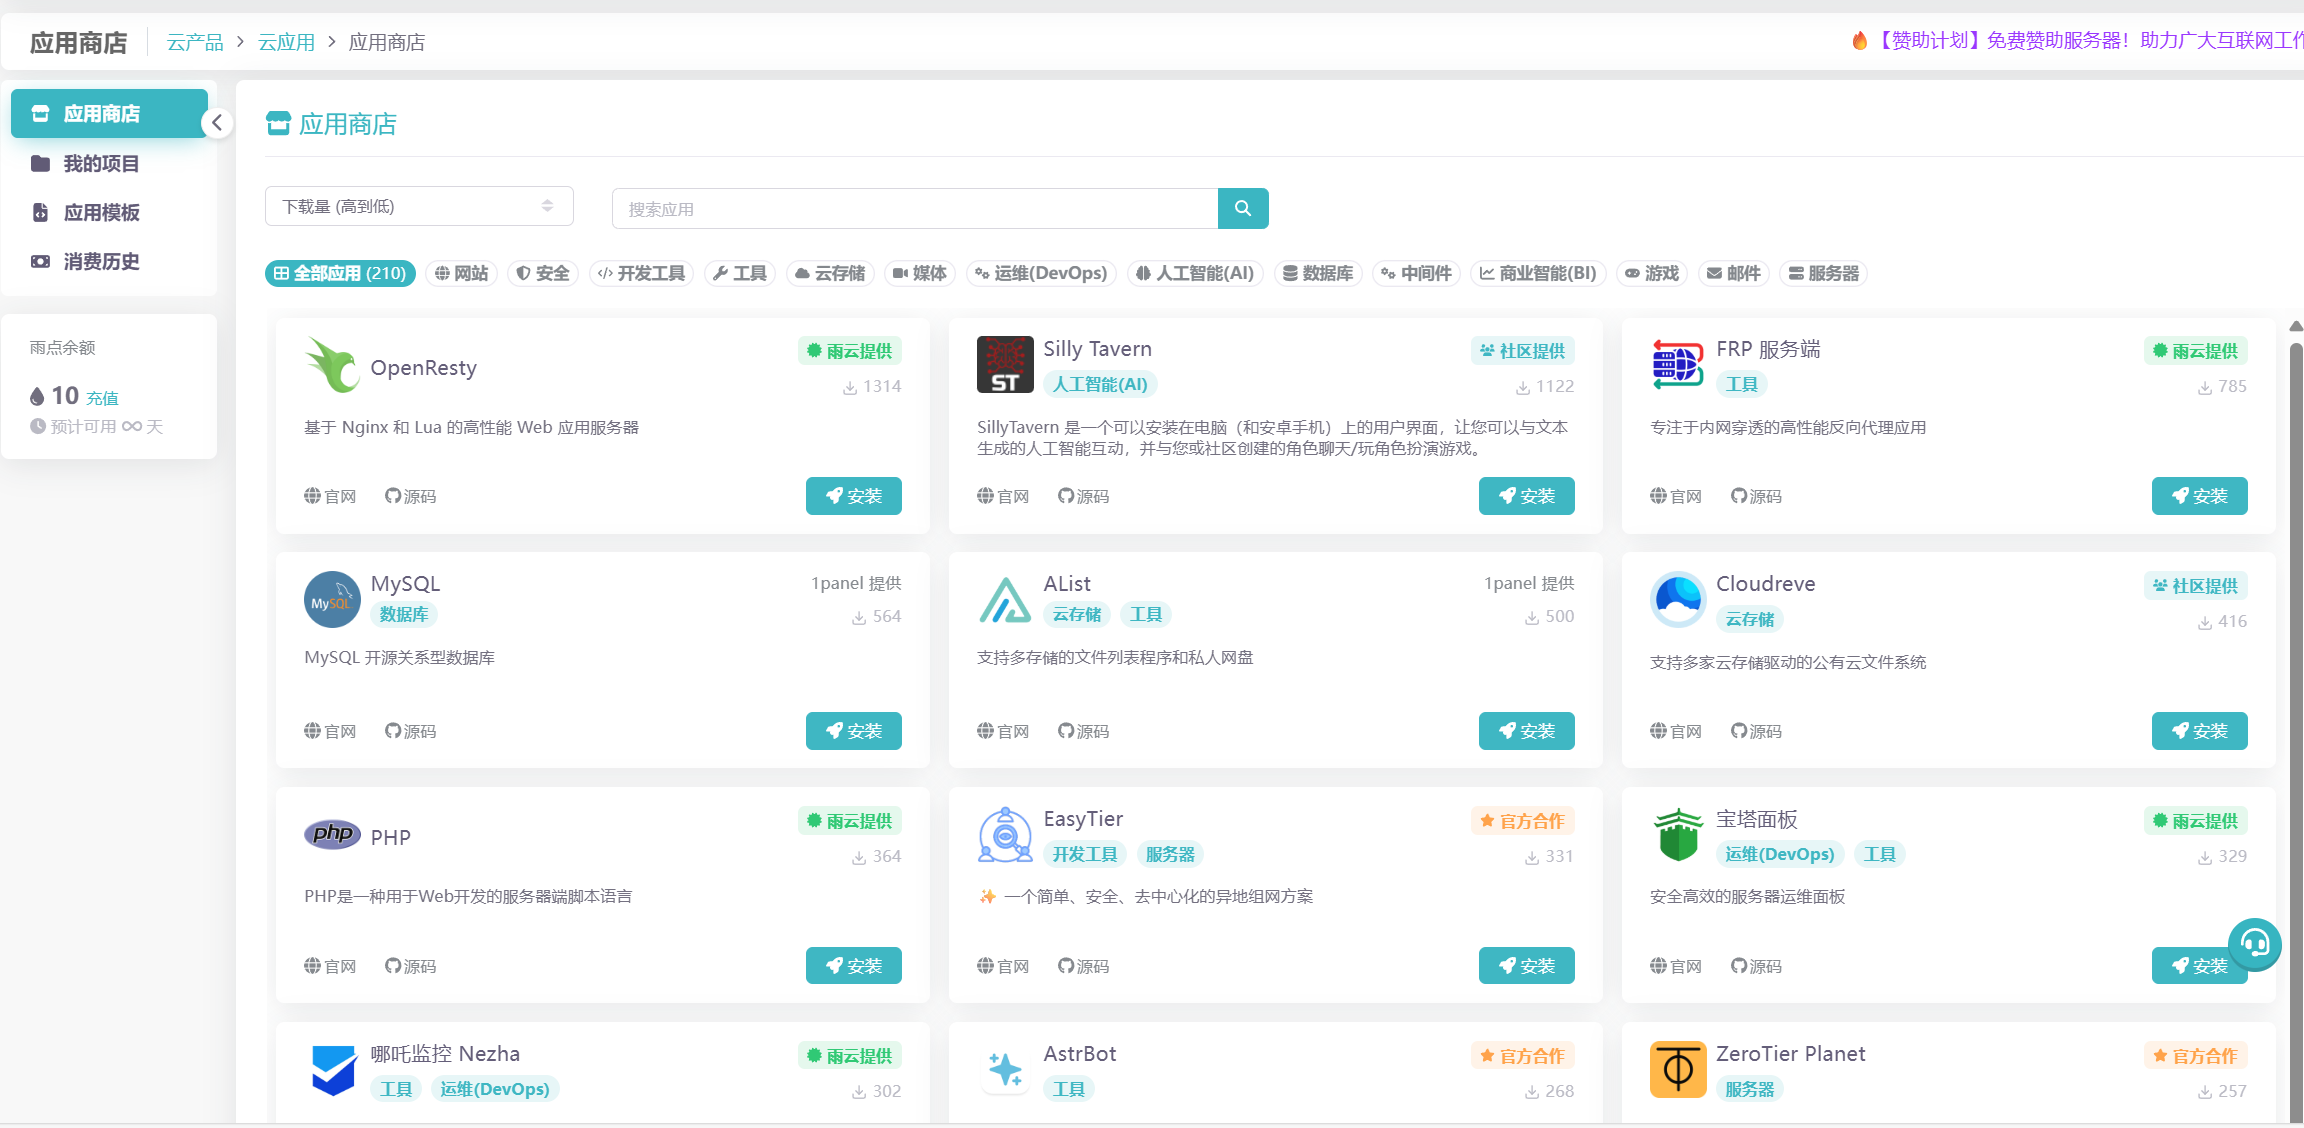 应用商店
云产品 > 云应用 > 应用商店
【赞助计划】免费赞助服务器！助力广大互联网工作
应用商店
我的项目
应用模板
消费历史
雨点余额
10 充值
预计可用 ∞ 天
应用商店
下载量 (高到低)
搜索应用
全部应用 (210) 网站 安全 开发工具 工具 云存储 媒体 运维(DevOps) 人工智能(AI) 数据库 中间件 商业智能(BI) 游戏 邮件 服务器
OpenResty
雨云提供
1314
基于 Nginx 和 Lua 的高性能 Web 应用服务器
官网 源码 安装
ST
Silly Tavern
社区提供
人工智能(AI)
1122
SillyTavern 是一个可以安装在电脑（和安卓手机）上的用户界面，让您可以与文本
生成的人工智能互动，并与您或社区创建的角色聊天/玩角色扮演游戏。
官网 源码 安装
FRP 服务端
雨云提供
工具
785
专注于内网穿透的高性能反向代理应用
官网 源码 安装
MySQL
MySQL
1panel 提供
数据库
564
MySQL 开源关系型数据库
官网 源码 安装
AList
1panel 提供
云存储 工具
500
支持多存储的文件列表程序和私人网盘
官网 源码 安装
Cloudreve
社区提供
云存储
416
支持多家云存储驱动的公有云文件系统
官网 源码 安装
php
PHP
雨云提供
364
PHP是一种用于Web开发的服务器端脚本语言
官网 源码 安装
EasyTier
官方合作
开发工具 服务器
331
✨ 一个简单、安全、去中心化的异地组网方案
官网 源码 安装
宝塔面板
雨云提供
运维(DevOps) 工具
329
安全高效的服务器运维面板
官网 源码 安装
哪吒监控 Nezha
雨云提供
工具 运维(DevOps)
302
AstrBot
官方合作
工具
268
ZeroTier Planet
官方合作
服务器
257